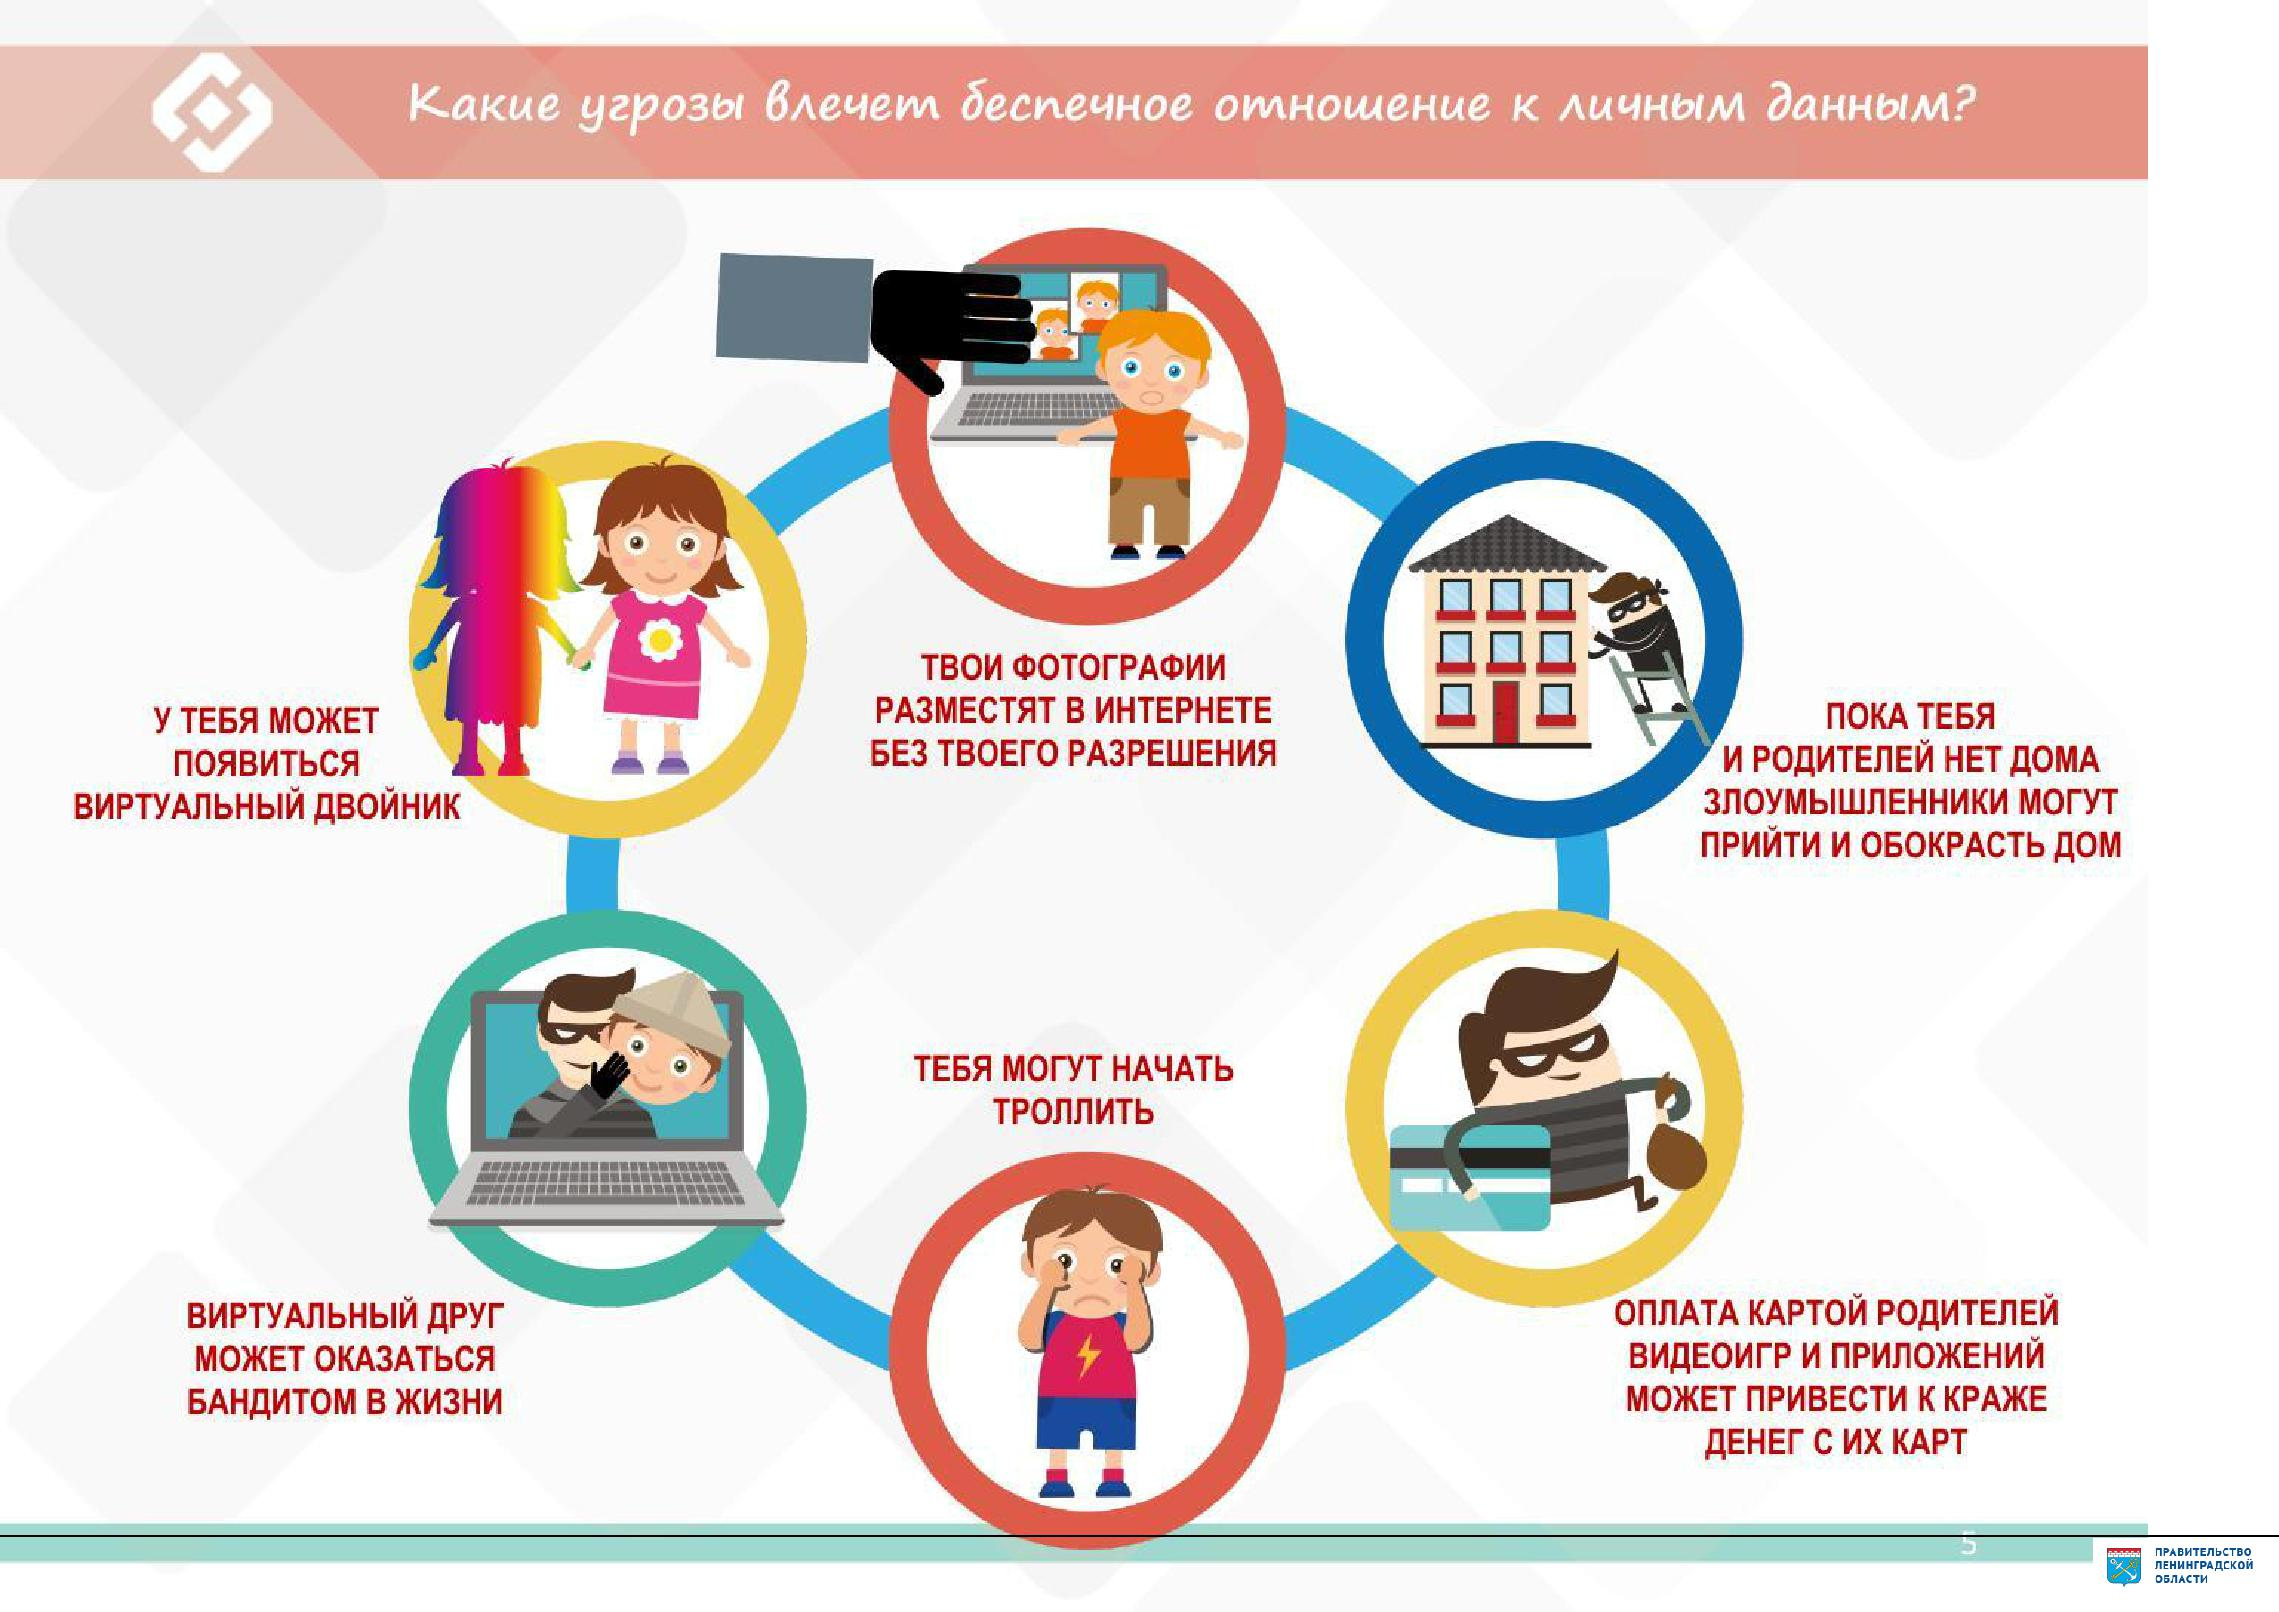 Какие угрозы влечет беспечное отношение к личным данным?
ТВОИ ФОТОГРАФИИ
РАЗМЕСТЯТ В ИНТЕРНЕТЕ
БЕЗ ТВОЕГО РАЗРЕШЕНИЯ
У ТЕБЯ МОЖЕТ
ПОЯВИТЬСЯ
ВИРТУАЛЬНЫЙ ДВОЙНИК
ПОКА ТЕБЯ
И РОДИТЕЛЕЙ НЕТ ДОМА
ЗЛОУМЫШЛЕННИКИ МОГУТ
ПРИЙТИ И ОБОКРАСТЬ ДОМ
ТЕБЯ МОГУТ НАЧАТЬ
ТРОЛЛИТЬ
ВИРТУАЛЬНЫЙ ДРУГ
МОЖЕТ ОКАЗАТЬСЯ
БАНДИТОМ В ЖИЗНИ
ОПЛАТА КАРТОЙ РОДИТЕЛЕЙ
ВИДЕОИГР И ПРИЛОЖЕНИЙ
МОЖЕТ ПРИВЕСТИ К КРАЖЕ
ДЕНЕГ С ИХ КАРТ
5
ПРАВИТЕЛЬСТВО
ЛЕНИНГРАДСКОЙ
ОБЛАСТИ